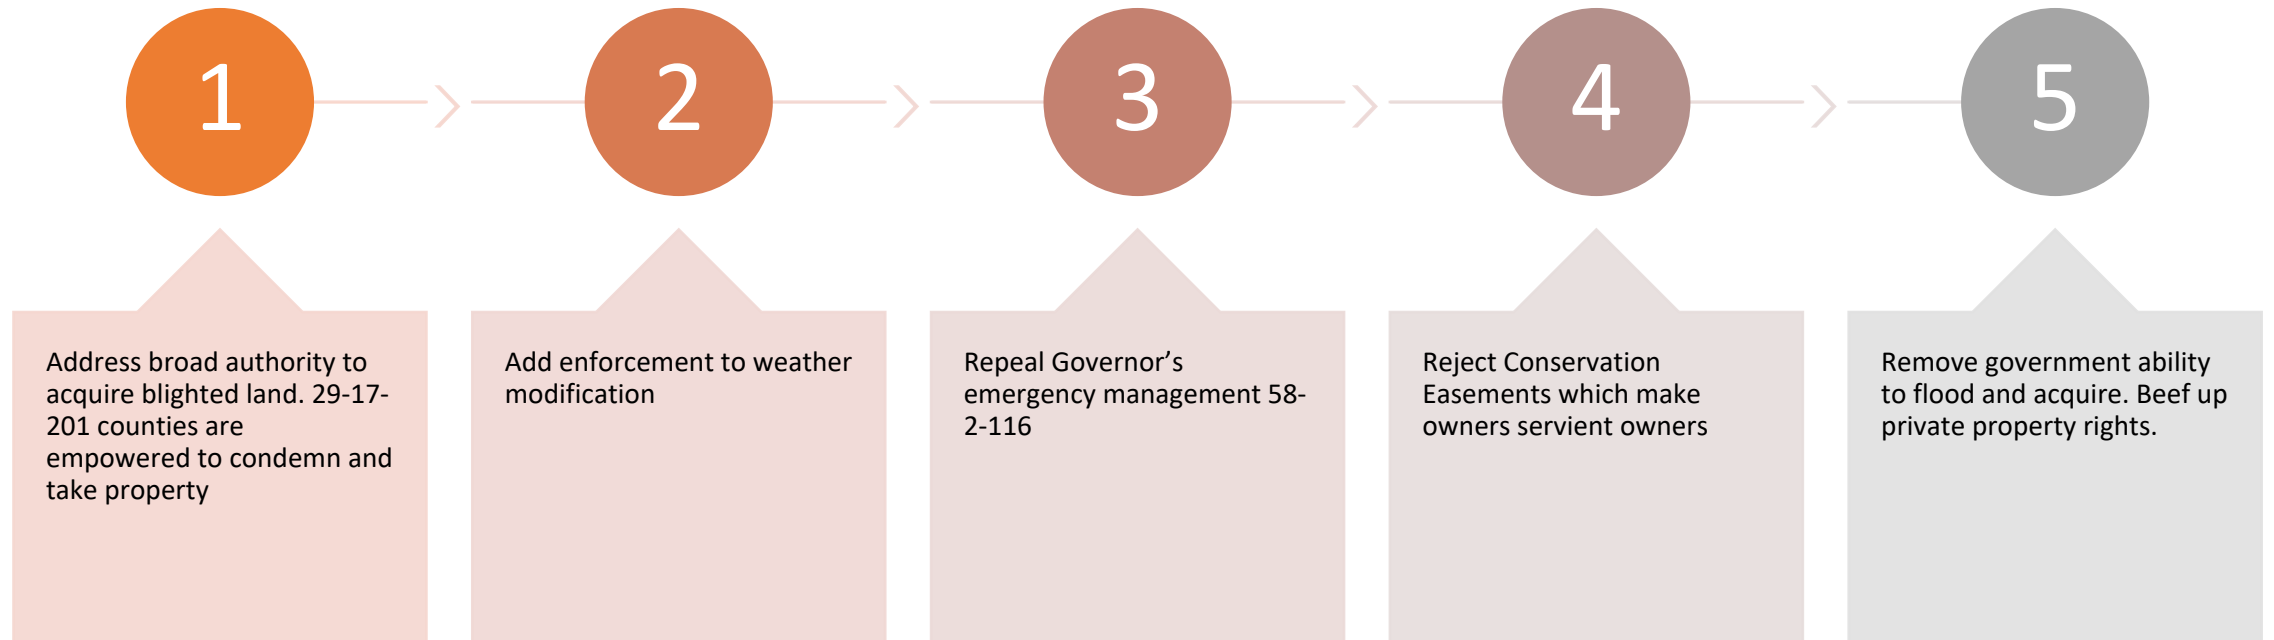 1
2
3
4
5
Address broad authority to
acquire blighted land. 29-17-
201 counties are
empowered to condemn and
take property
Add enforcement to weather
modification
Repeal Governor’s
emergency management 58-
2-116
Reject Conservation
Easements which make
owners servient owners
Remove government ability
to flood and acquire. Beef up
private property rights.